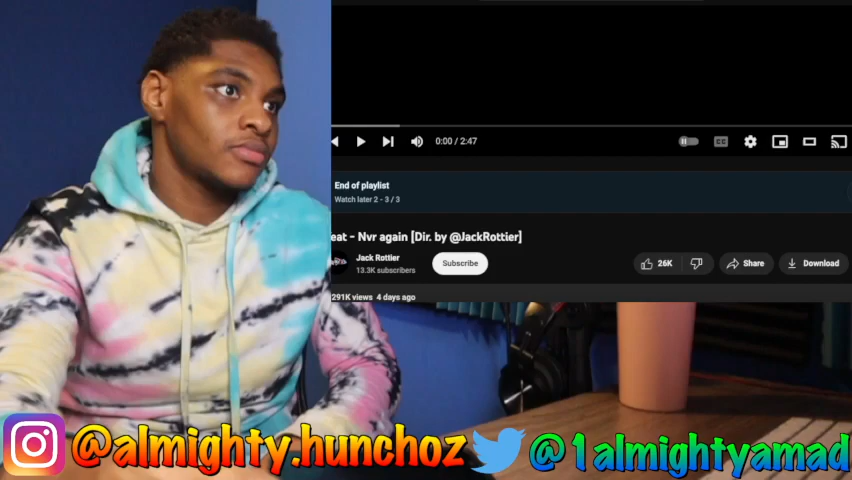 0:00 / 2:47
CC
End of playlist
Watch later 2 - 3 / 3
eat - Nvr again [Dir. by @JackRottier]
Jack Rottier
13.3K subscribers
Subscribe
26K
Share
Download
291K views 4 days ago
@almighty.hunchoz
@1almightyamad